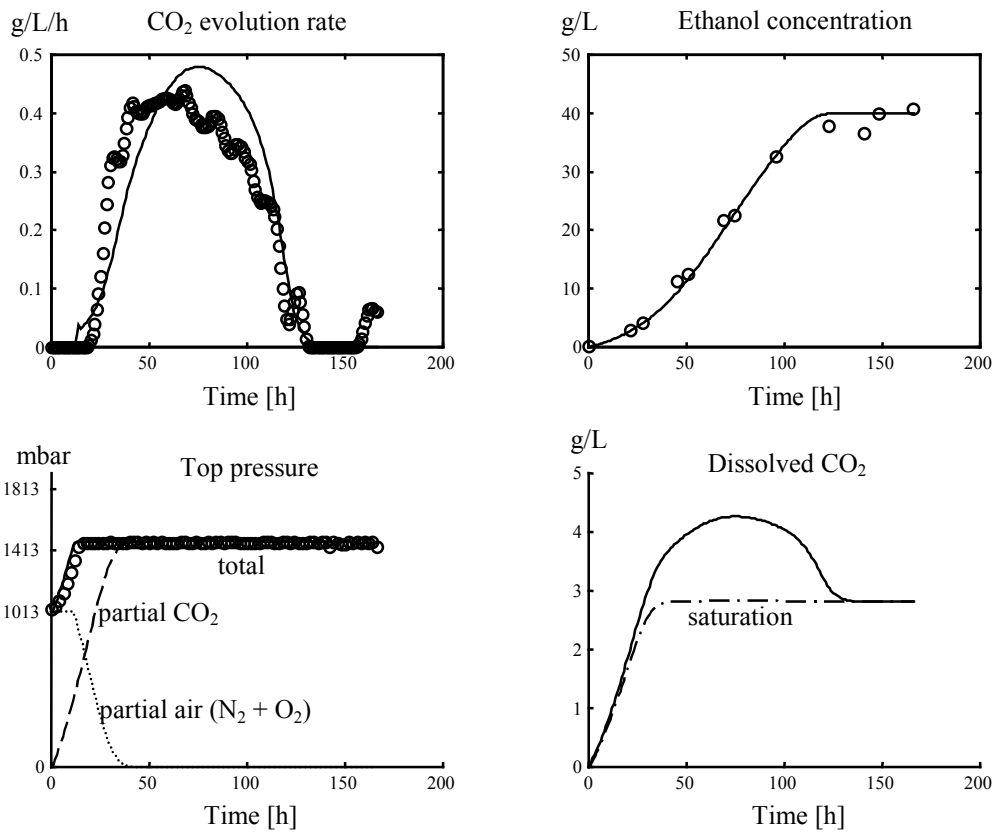 g/L/h CO₂ evolution rate
0.5
0.4
0.3
0.2
0.1
0
0 50 100 150 200
Time [h]
g/L Ethanol concentration
60
50
40
30
20
10
0
0 50 100 150 200
Time [h]
mbar Top pressure
1813
1413
1013
0
total
partial CO₂
partial air (N₂ + O₂)
0 50 100 150 200
Time [h]
g/L
Dissolved CO₂
5
4
3
2
1
0
saturation
0 50 100 150 200
Time [h]